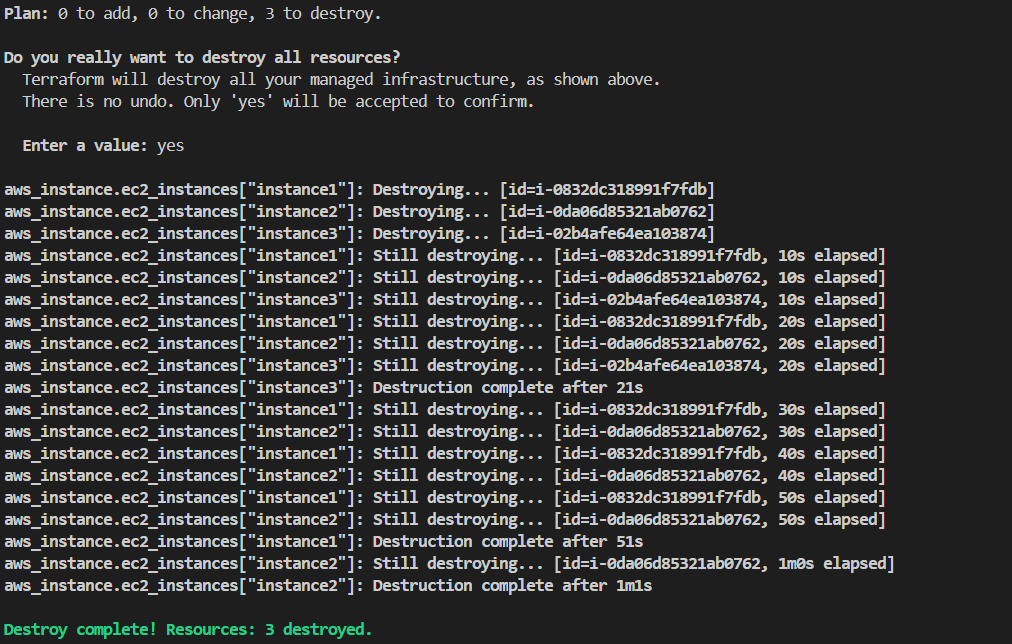 Plan: 0 to add, 0 to change, 3 to destroy.
Do you really want to destroy all resources?
Terraform will destroy all your managed infrastructure, as shown above.
There is no undo. Only 'yes' will be accepted to confirm.
Enter a value: yes
aws_instance.ec2_instances["instance1"]: Destroying... [id=i-0832dc318991f7fdb]
aws_instance.ec2_instances["instance2"]: Destroying... [id=i-0da06d85321ab0762]
aws_instance.ec2_instances["instance3"]: Destroying... [id=i-02b4afe64ea103874]
aws_instance.ec2_instances["instance1"]: Still destroying... [id=i-0832dc318991f7fdb, 10s elapsed]
aws_instance.ec2_instances["instance2"]: Still destroying... [id=i-0da06d85321ab0762, 10s elapsed]
aws_instance.ec2_instances["instance3"]: Still destroying... [id=i-02b4afe64ea103874, 10s elapsed]
aws_instance.ec2_instances["instance1"]: Still destroying... [id=i-0832dc318991f7fdb, 20s elapsed]
aws_instance.ec2_instances["instance2"]: Still destroying... [id=i-0da06d85321ab0762, 20s elapsed]
aws_instance.ec2_instances["instance3"]: Still destroying... [id=i-02b4afe64ea103874, 20s elapsed]
aws_instance.ec2_instances["instance3"]: Destruction complete after 21s
aws_instance.ec2_instances["instance1"]: Still destroying... [id=i-0832dc318991f7fdb, 30s elapsed]
aws_instance.ec2_instances["instance2"]: Still destroying... [id=i-0da06d85321ab0762, 30s elapsed]
aws_instance.ec2_instances["instance1"]: Still destroying... [id=i-0832dc318991f7fdb, 40s elapsed]
aws_instance.ec2_instances["instance2"]: Still destroying... [id=i-0da06d85321ab0762, 40s elapsed]
aws_instance.ec2_instances["instance1"]: Still destroying... [id=i-0832dc318991f7fdb, 50s elapsed]
aws_instance.ec2_instances["instance2"]: Still destroying... [id=i-0da06d85321ab0762, 50s elapsed]
aws_instance.ec2_instances["instance1"]: Destruction complete after 51s
aws_instance.ec2_instances["instance2"]: Still destroying... [id=i-0da06d85321ab0762, 1m0s elapsed]
aws_instance.ec2_instances["instance2"]: Destruction complete after 1m1s
Destroy complete! Resources: 3 destroyed.